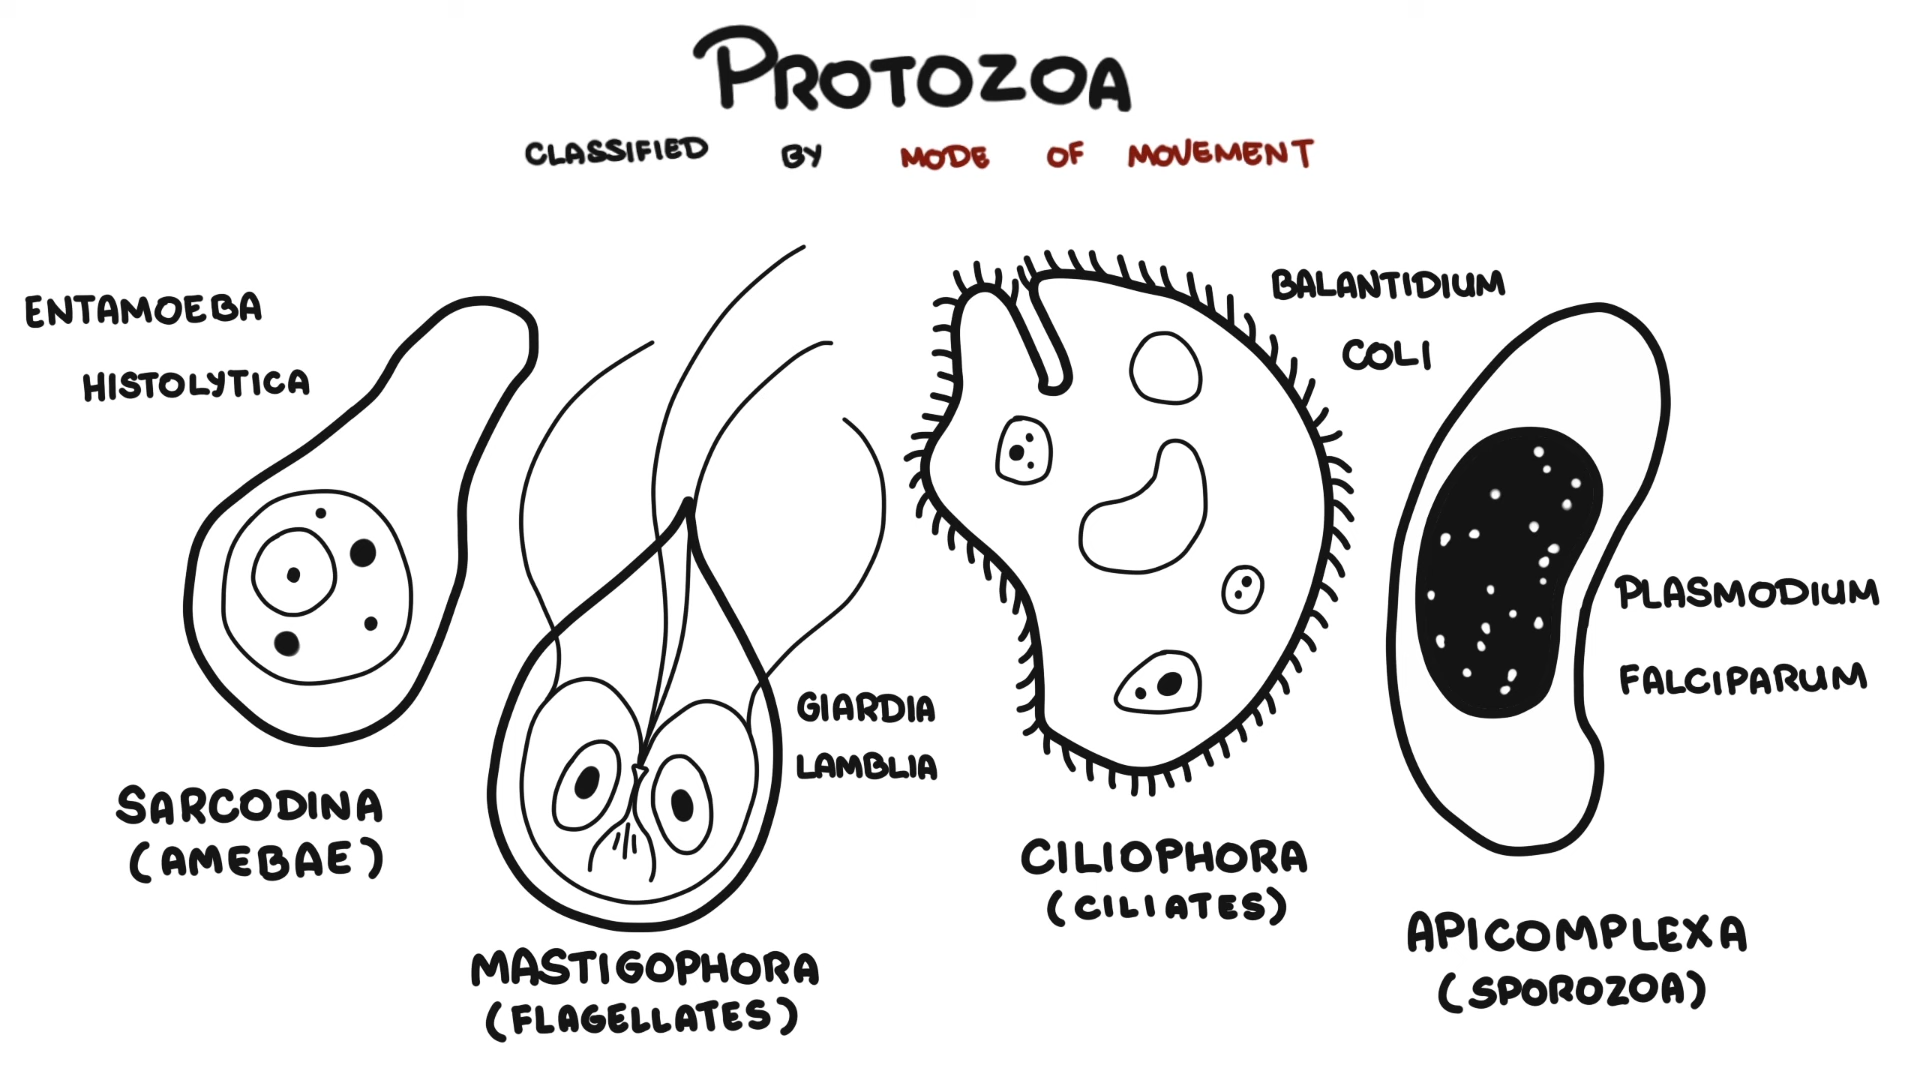 PROTOZOA
CLASSIFIED BY MODE OF MOVEMENT
ENTAMOEBA
HISTOLYTICA
SARCODINA
(AMEBAE)
GIARDIA
LAMBLIA
MASTIGOPHORA
(FLAGELLATES)
BALANTIDIUM
COLI
CILIOPHORA
(CILIATES)
PLASMODIUM
FALCIPARUM
APICOMPLEXA
(SPOROZOA)